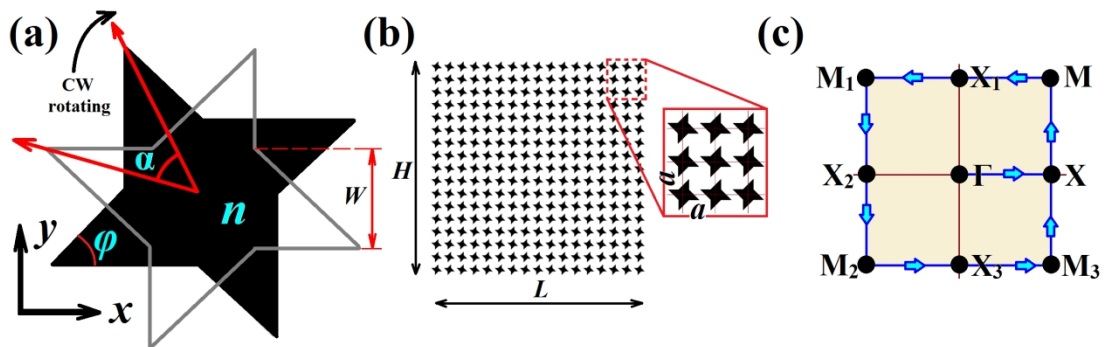 (a)
CW
rotating
α
n
W
φ
y
x
(b)
H
L
a
a
(c)
M₁ X₁ M
X₂ Γ X
M₂ X₃ M₃